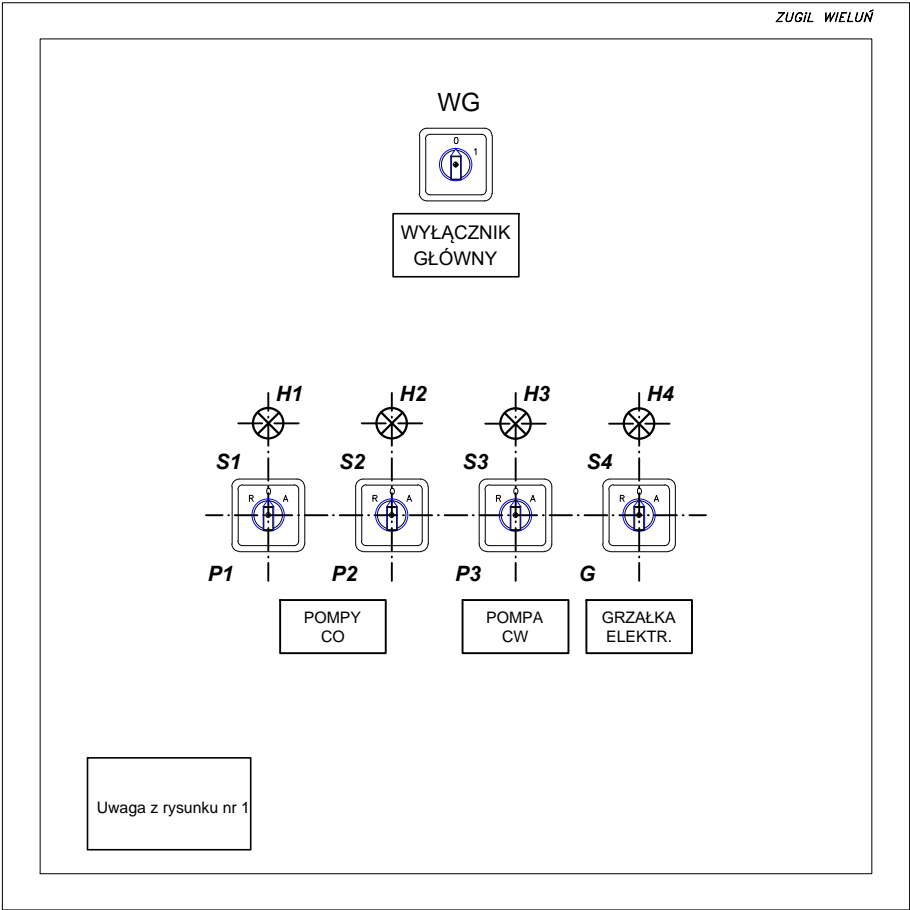 ZUGIL WIELUŃ
WG
0
1
WYŁĄCZNIK
GŁÓWNY
H1 H2 H3 H4
S1 S2 S3 S4
R 0 A R 0 A R 0 A R 0 A
P1 P2 P3 G
POMPY
CO
POMPA
CW
GRZAŁKA
ELEKTR.
Uwaga z rysunku nr 1